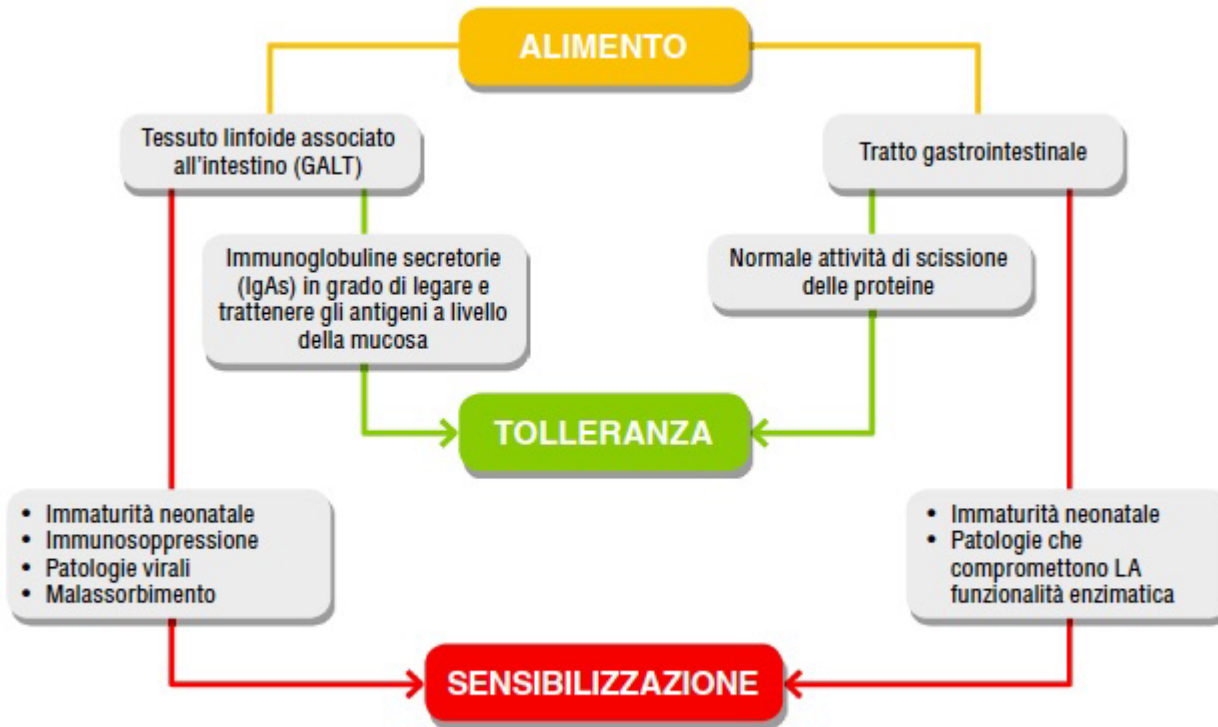 ALIMENTO
Tessuto linfoide associato
all'intestino (GALT)
Tratto gastrointestinale
Immunoglobuline secretorie
(IgAs) in grado di legare e
trattenere gli antigeni a livello
della mucosa
Normale attività di scissione
delle proteine
TOLLERANZA
• Immaturità neonatale
• Immunosoppressione
• Patologie virali
• Malassorbimento
• Immaturità neonatale
• Patologie che
compromettono LA
funzionalità enzimatica
SENSIBILIZZAZIONE